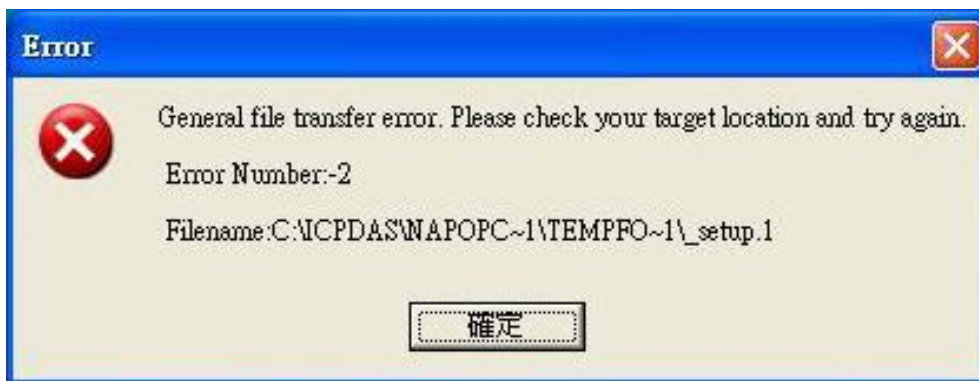 Error
General file transfer error. Please check your target location and try again.
Error Number:-2
Filename:C:\ICPDAS\NAPOPC~1\TEMPFO~1\_setup.1
確定